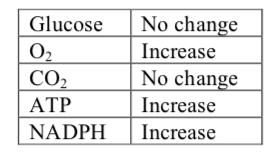 Glucose No change
O₂ Increase
CO₂ No change
ATP Increase
NADPH Increase